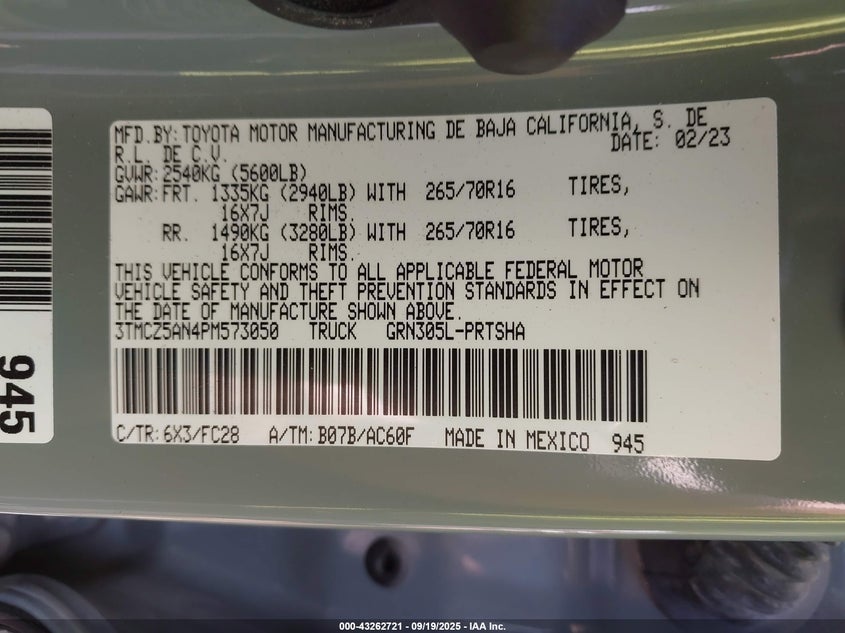 MFD.BY: TOYOTA MOTOR MANUFACTURING DE BAJA CALIFORNIA, S. DE
R.L. DE C.V. DATE: 02/23
GVWR: 2540KG (5600LB)
GAWR: FRT. 1335KG (2940LB) WITH 265/70R16 TIRES,
16X7J RIMS.
RR. 1490KG (3280LB) WITH 265/70R16 TIRES,
16X7J RIMS.
THIS VEHICLE CONFORMS TO ALL APPLICABLE FEDERAL MOTOR
VEHICLE SAFETY AND THEFT PREVENTION STANDARDS IN EFFECT ON
THE DATE OF MANUFACTURE SHOWN ABOVE.
3TMCZ5AN4PM573050 TRUCK GRN305L-PRTSHA
C/TR: 6X3/FC28 A/TM: B07B/AC60F MADE IN MEXICO 945
945
000-43262721 - 09/19/2025 - IAA Inc.